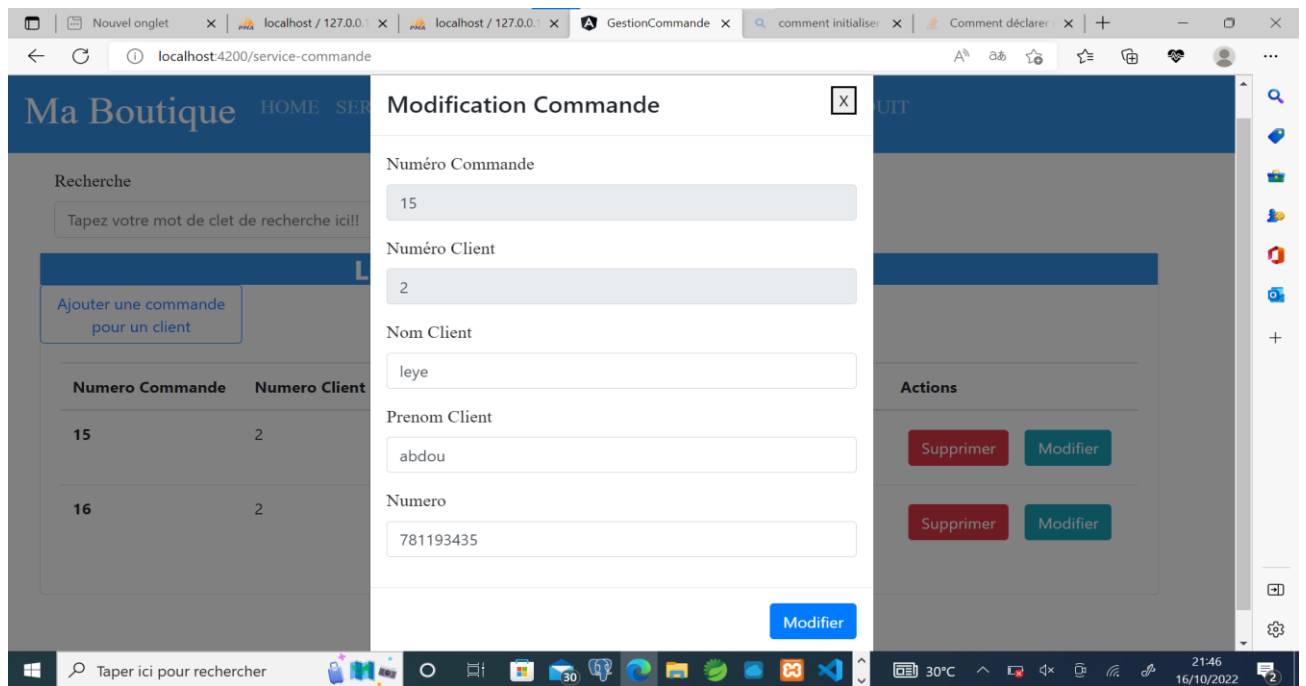 Nouvel onglet
localhost / 127.0.0.1
localhost / 127.0.0.1
GestionCommande
comment initialiser
Comment déclarer
localhost:4200/service-commande
Ma Boutique HOME SER UIT
Modification Commande X
Recherche
Tapez votre mot de clet de recherche ici!!
Numéro Commande
15
Numéro Client
2
Nom Client
leye
Prenom Client
abdou
Numero
781193435
Modifier
Ajouter une commande
pour un client
Numero Commande Numero Client Actions
15 2 Supprimer Modifier
16 2 Supprimer Modifier
Taper ici pour rechercher
30
30°C
21:46
16/10/2022
2